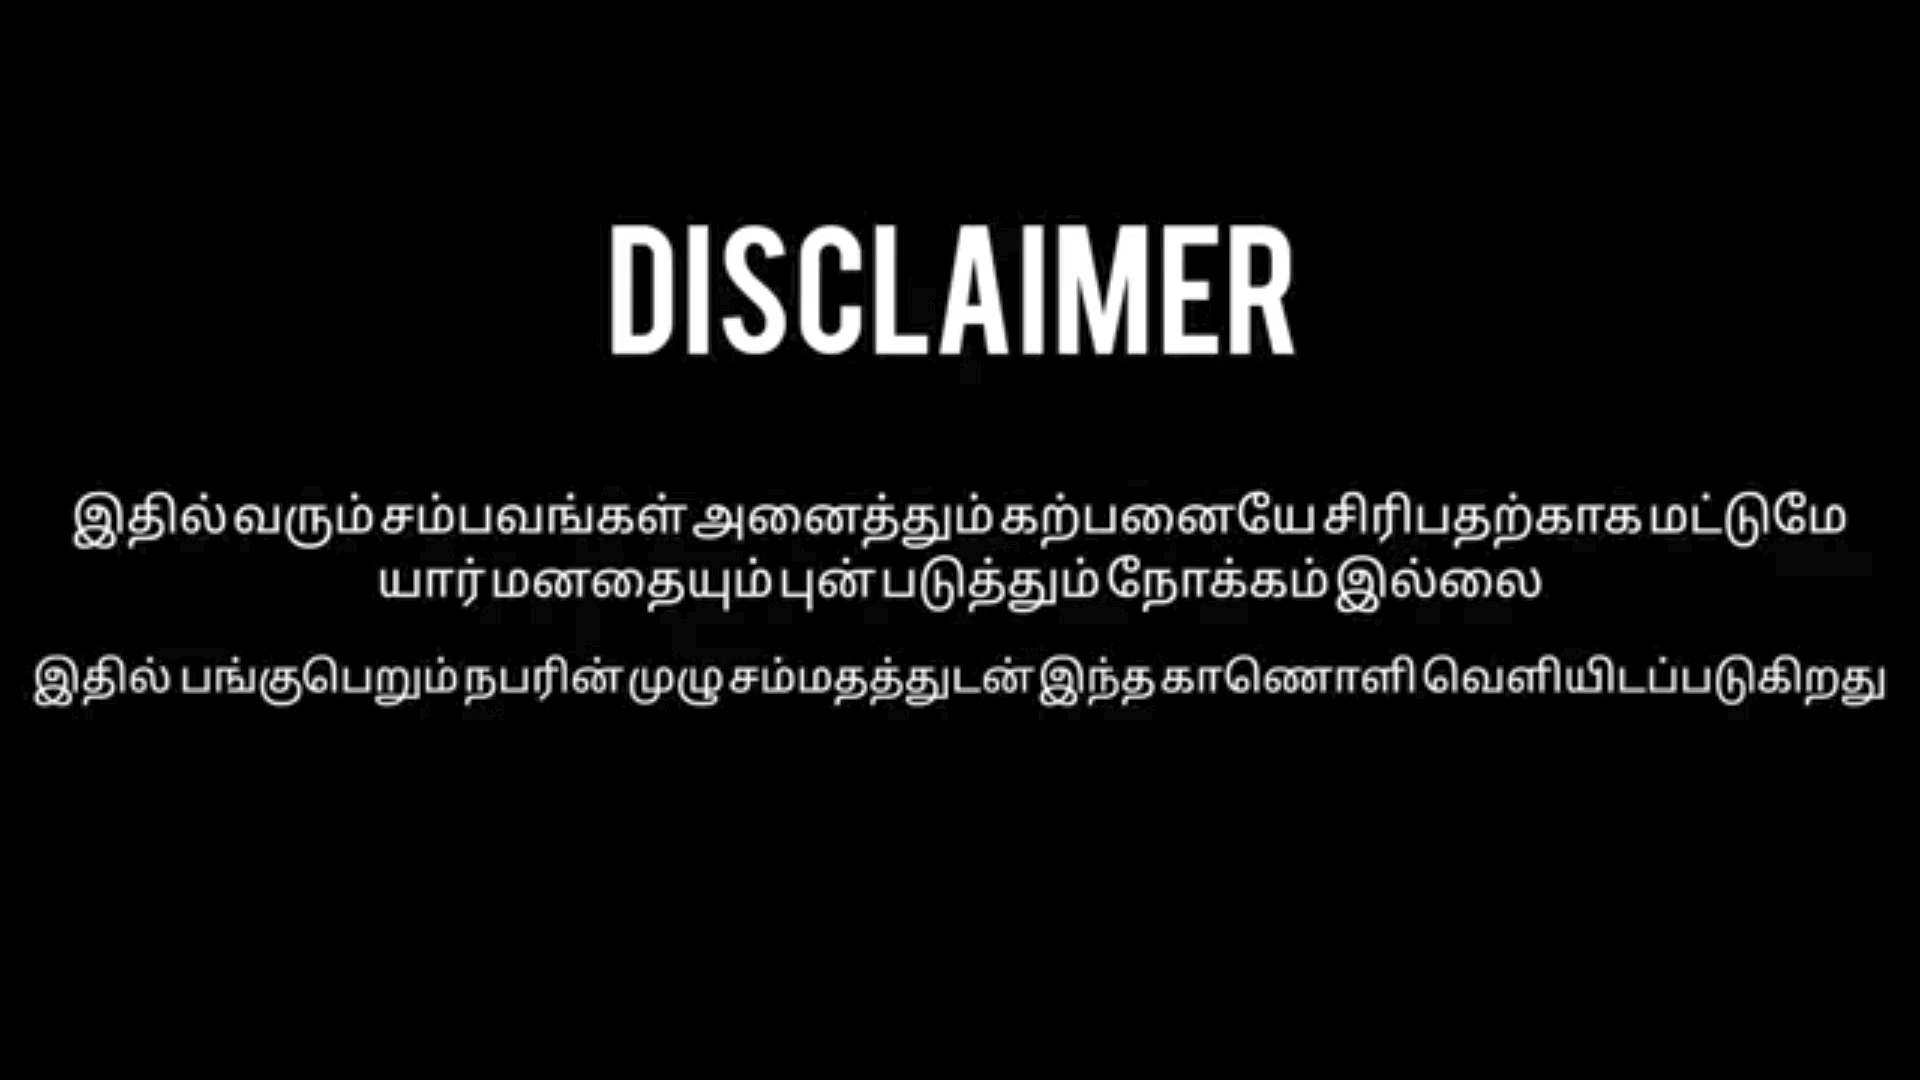 DISCLAIMER
இதில் வரும் சம்பவங்கள் அனைத்தும் கற்பனையே சிரிபதற்காக மட்டுமே
யார் மனதையும் புன் படுத்தும் நோக்கம் இல்லை
இதில் பங்குபெறும் நபரின் முழு சம்மதத்துடன் இந்த காணொளி வெளியிடப்படுகிறது